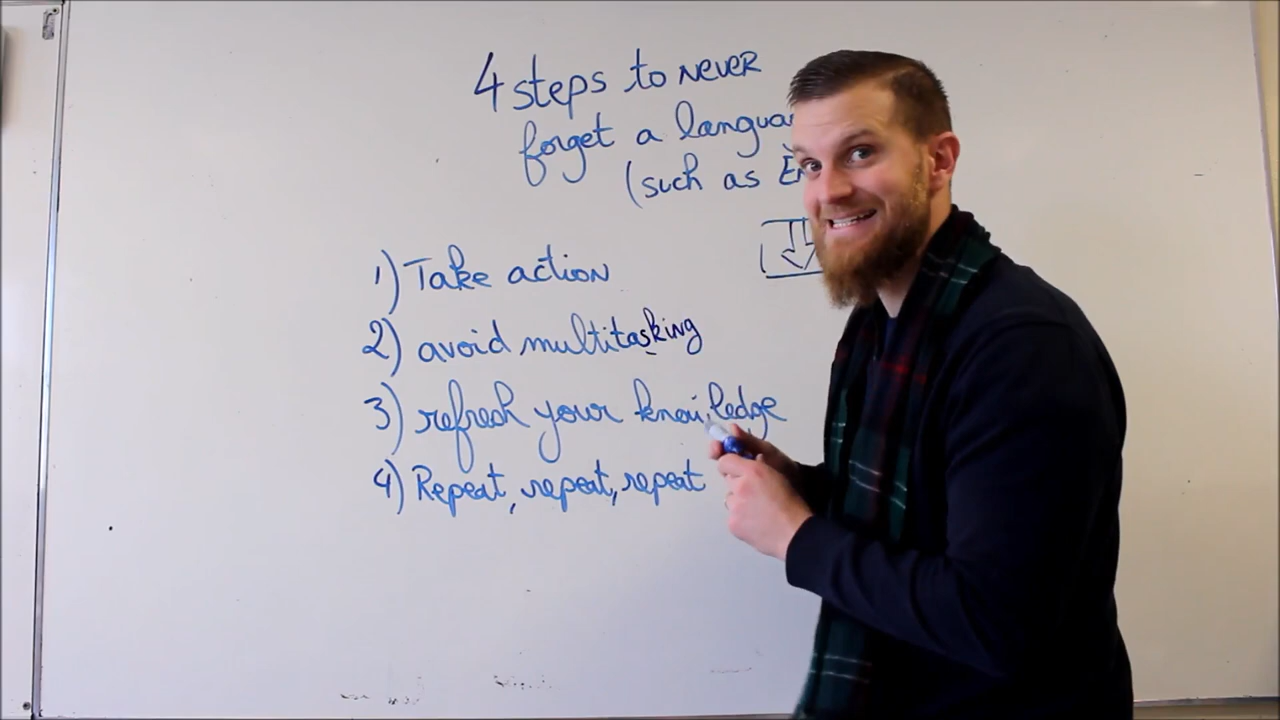 4 steps to never
forget a langua
(such as En
1) Take action
2) avoid multitasking
3) refresh your knowledge
4) Repeat, repeat, repeat